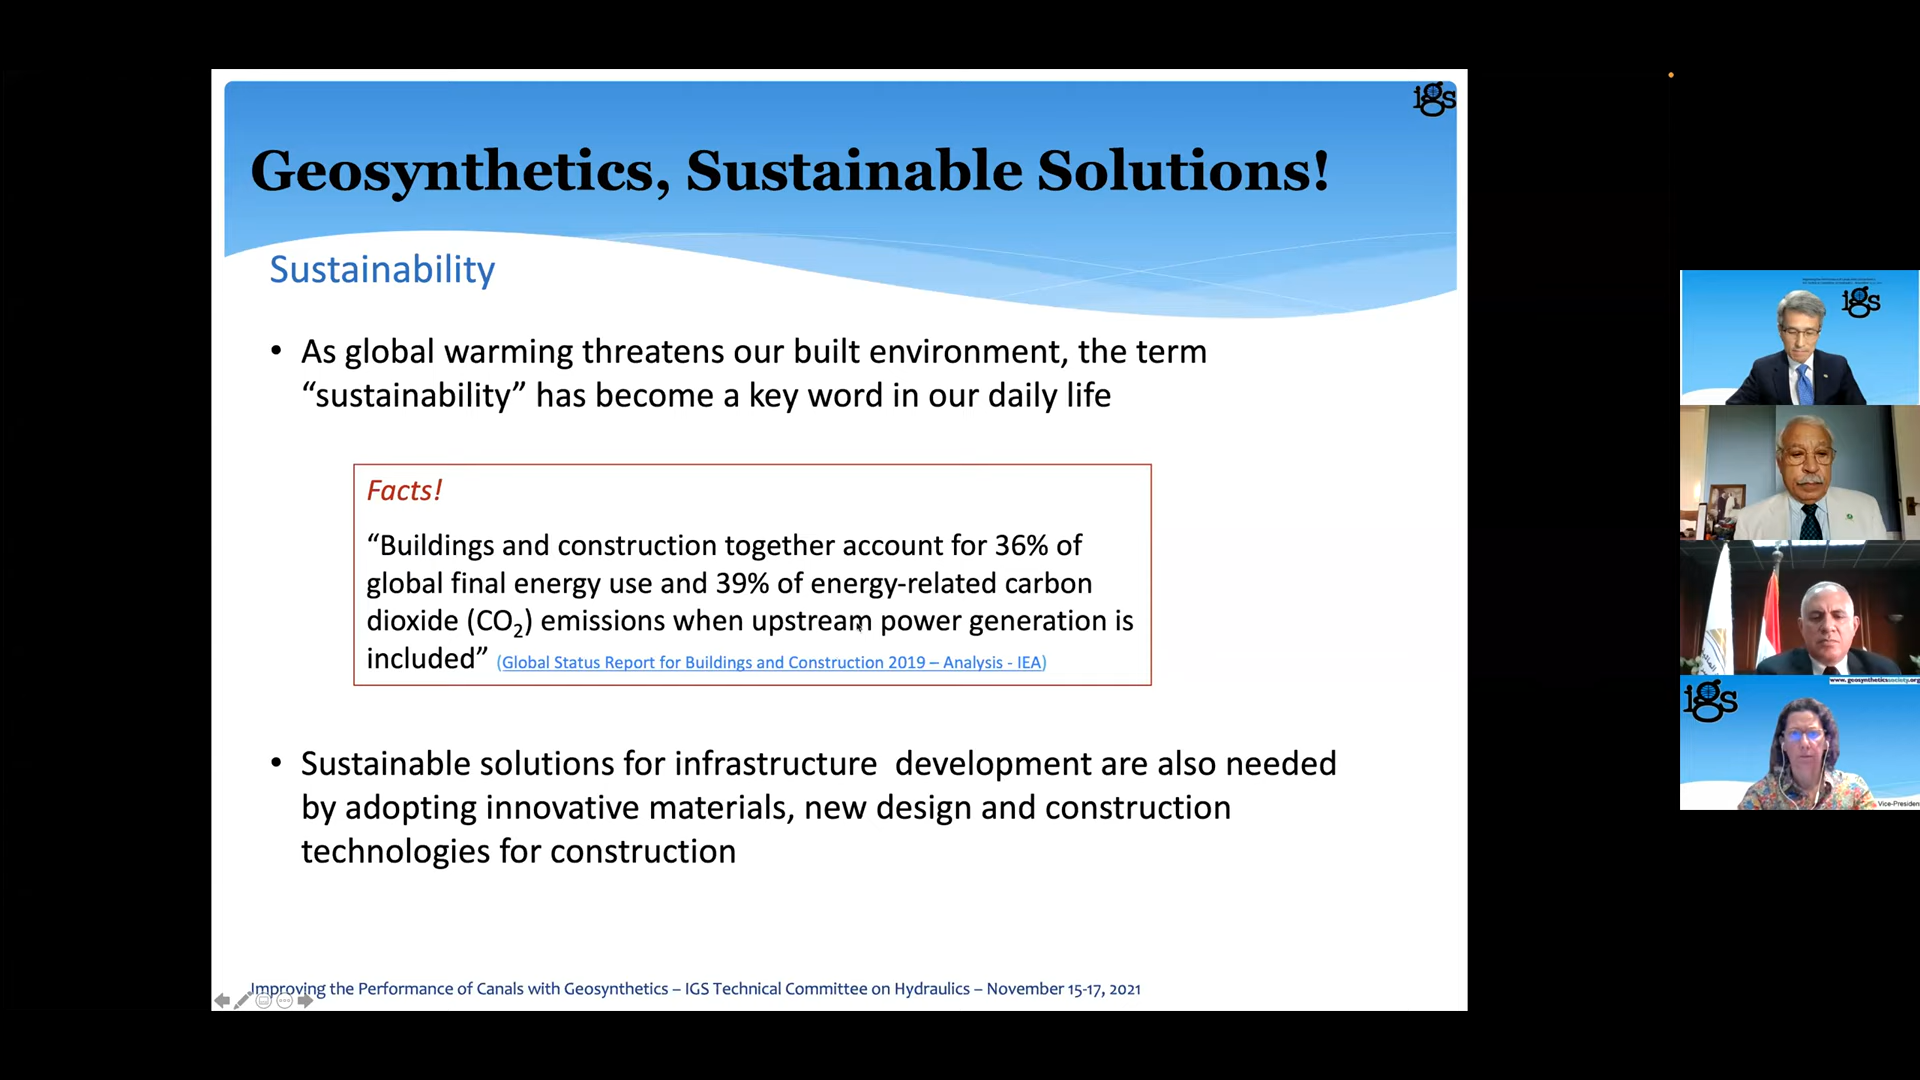 igs
Geosynthetics, Sustainable Solutions!
Sustainability
• As global warming threatens our built environment, the term
“sustainability” has become a key word in our daily life
Facts!
“Buildings and construction together account for 36% of
global final energy use and 39% of energy-related carbon
dioxide (CO₂) emissions when upstream power generation is
included” (Global Status Report for Buildings and Construction 2019 – Analysis - IEA)
• Sustainable solutions for infrastructure  development are also needed
by adopting innovative materials, new design and construction
technologies for construction
Improving the Performance of Canals with Geosynthetics – IGS Technical Committee on Hydraulics – November 15-17, 2021
igs
www.geosyntheticssociety.org
igs
Vice-Presiden